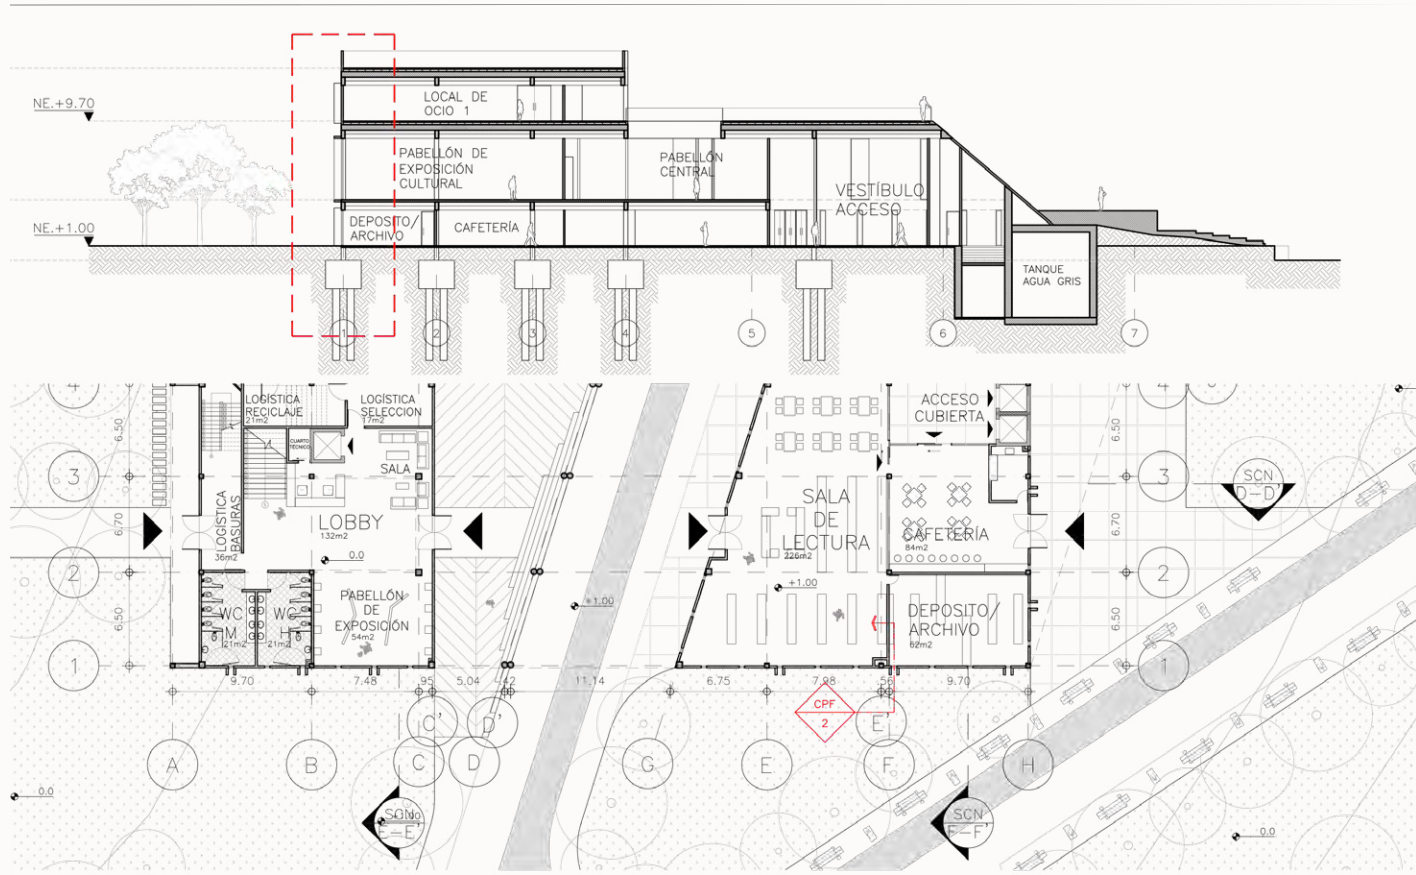 NE.+9.70
LOCAL DE
OCIO 1
PABELLÓN DE
EXPOSICIÓN
CULTURAL
PABELLÓN
CENTRAL
VESTÍBULO
ACCESO
NE.+1.00
DEPOSITO/
ARCHIVO
CAFETERÍA
TANQUE
AGUA GRIS
1
2
3
4
5
6
7
4
LOGÍSTICA
RECICLAJE
21m2
LOGÍSTICA
SELECCION
17m2
CUARTO
TÉCNICO
SALA
6.50
3
LOGÍSTICA
BASURAS
36m2
LOBBY
132m2
0.0
6.70
2
PABELLÓN
DE
EXPOSICIÓN
54m2
WC
M
21m2
WC
H
21m2
6.50
1
+1.00
ACCESO
CUBIERTA
SALA
DE
LECTURA
226m2
+1.00
CAFETERÍA
84m2
DEPOSITO/
ARCHIVO
62m2
4
6.50
3
6.70
2
6.50
1
SCN
D-D'
9.70
7.48
.95
5.04
.42
11.14
6.75
7.98
.56
9.70
CPF
2
C'
D'
E'
A
B
C
D
G
E
F
H
0.0
SCN
E-E'
SCN
F-F'
0.0